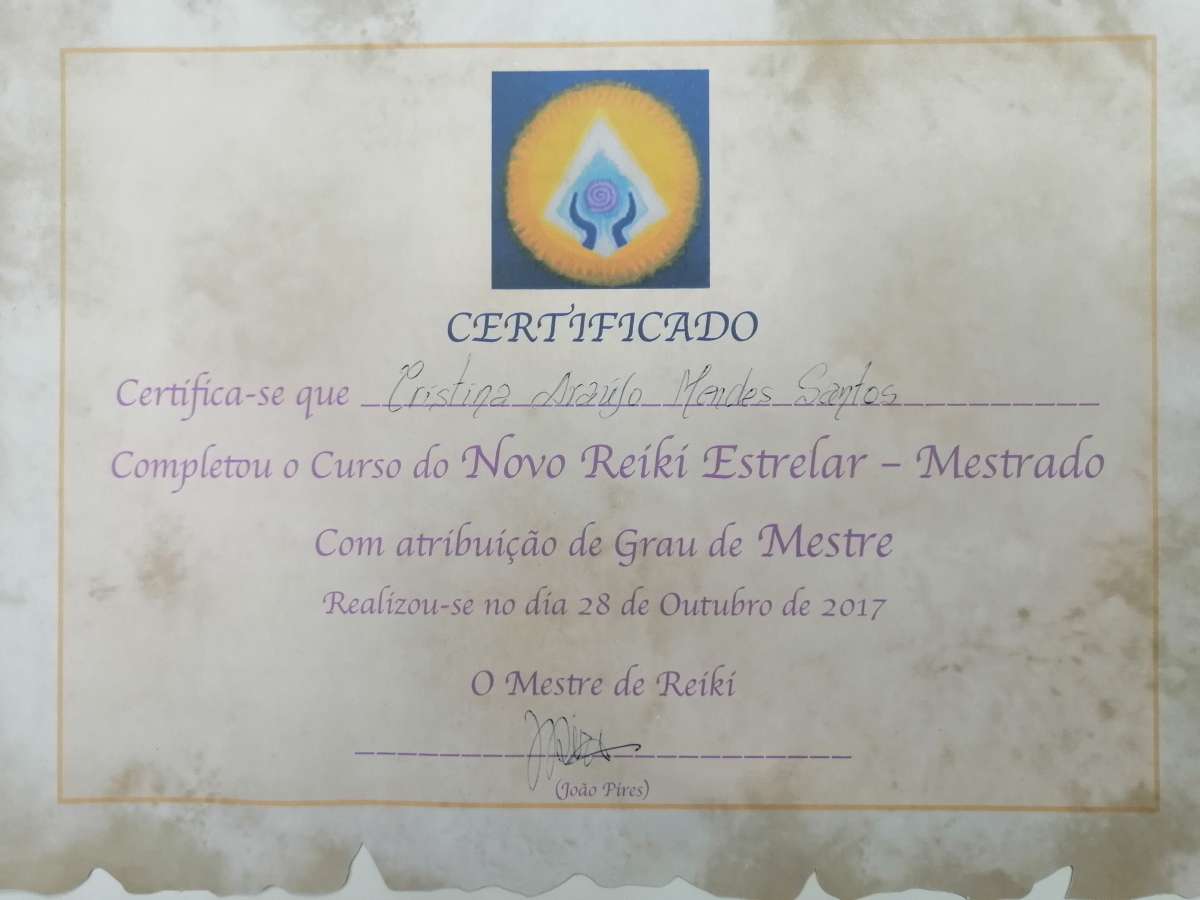 CERTIFICADO
Certifica-se que Cristina Araújo Mendes Santos
Completou o Curso do Novo Reiki Estrelar – Mestrado
Com atribuição de Grau de Mestre
Realizou-se no dia 28 de Outubro de 2017
O Mestre de Reiki
(João Pires)